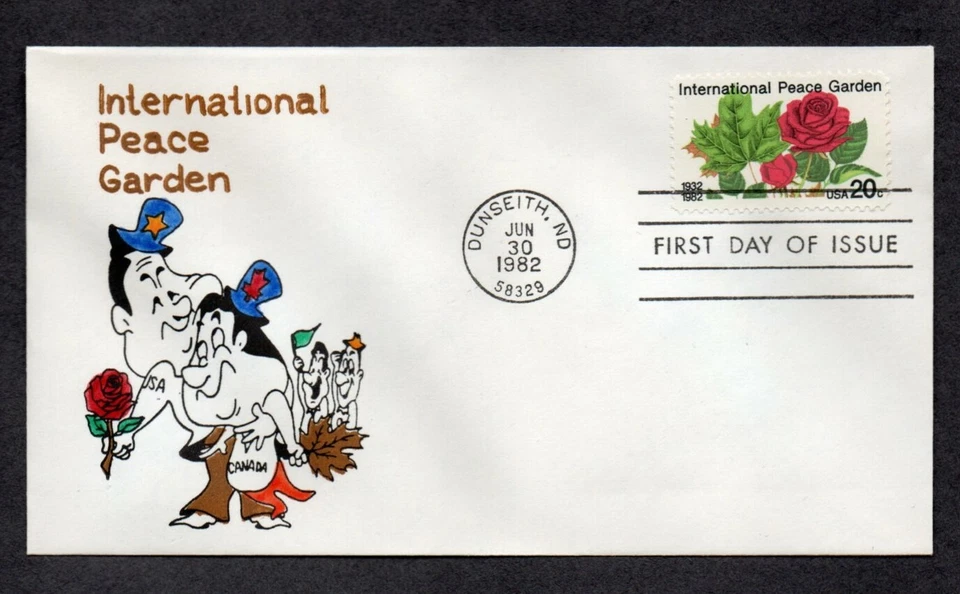 International
Peace
Garden
USA
CANADA
DUNSEITH, ND
JUN
30
1982
58329
International Peace Garden
1932
1982
USA 20c
FIRST DAY OF ISSUE